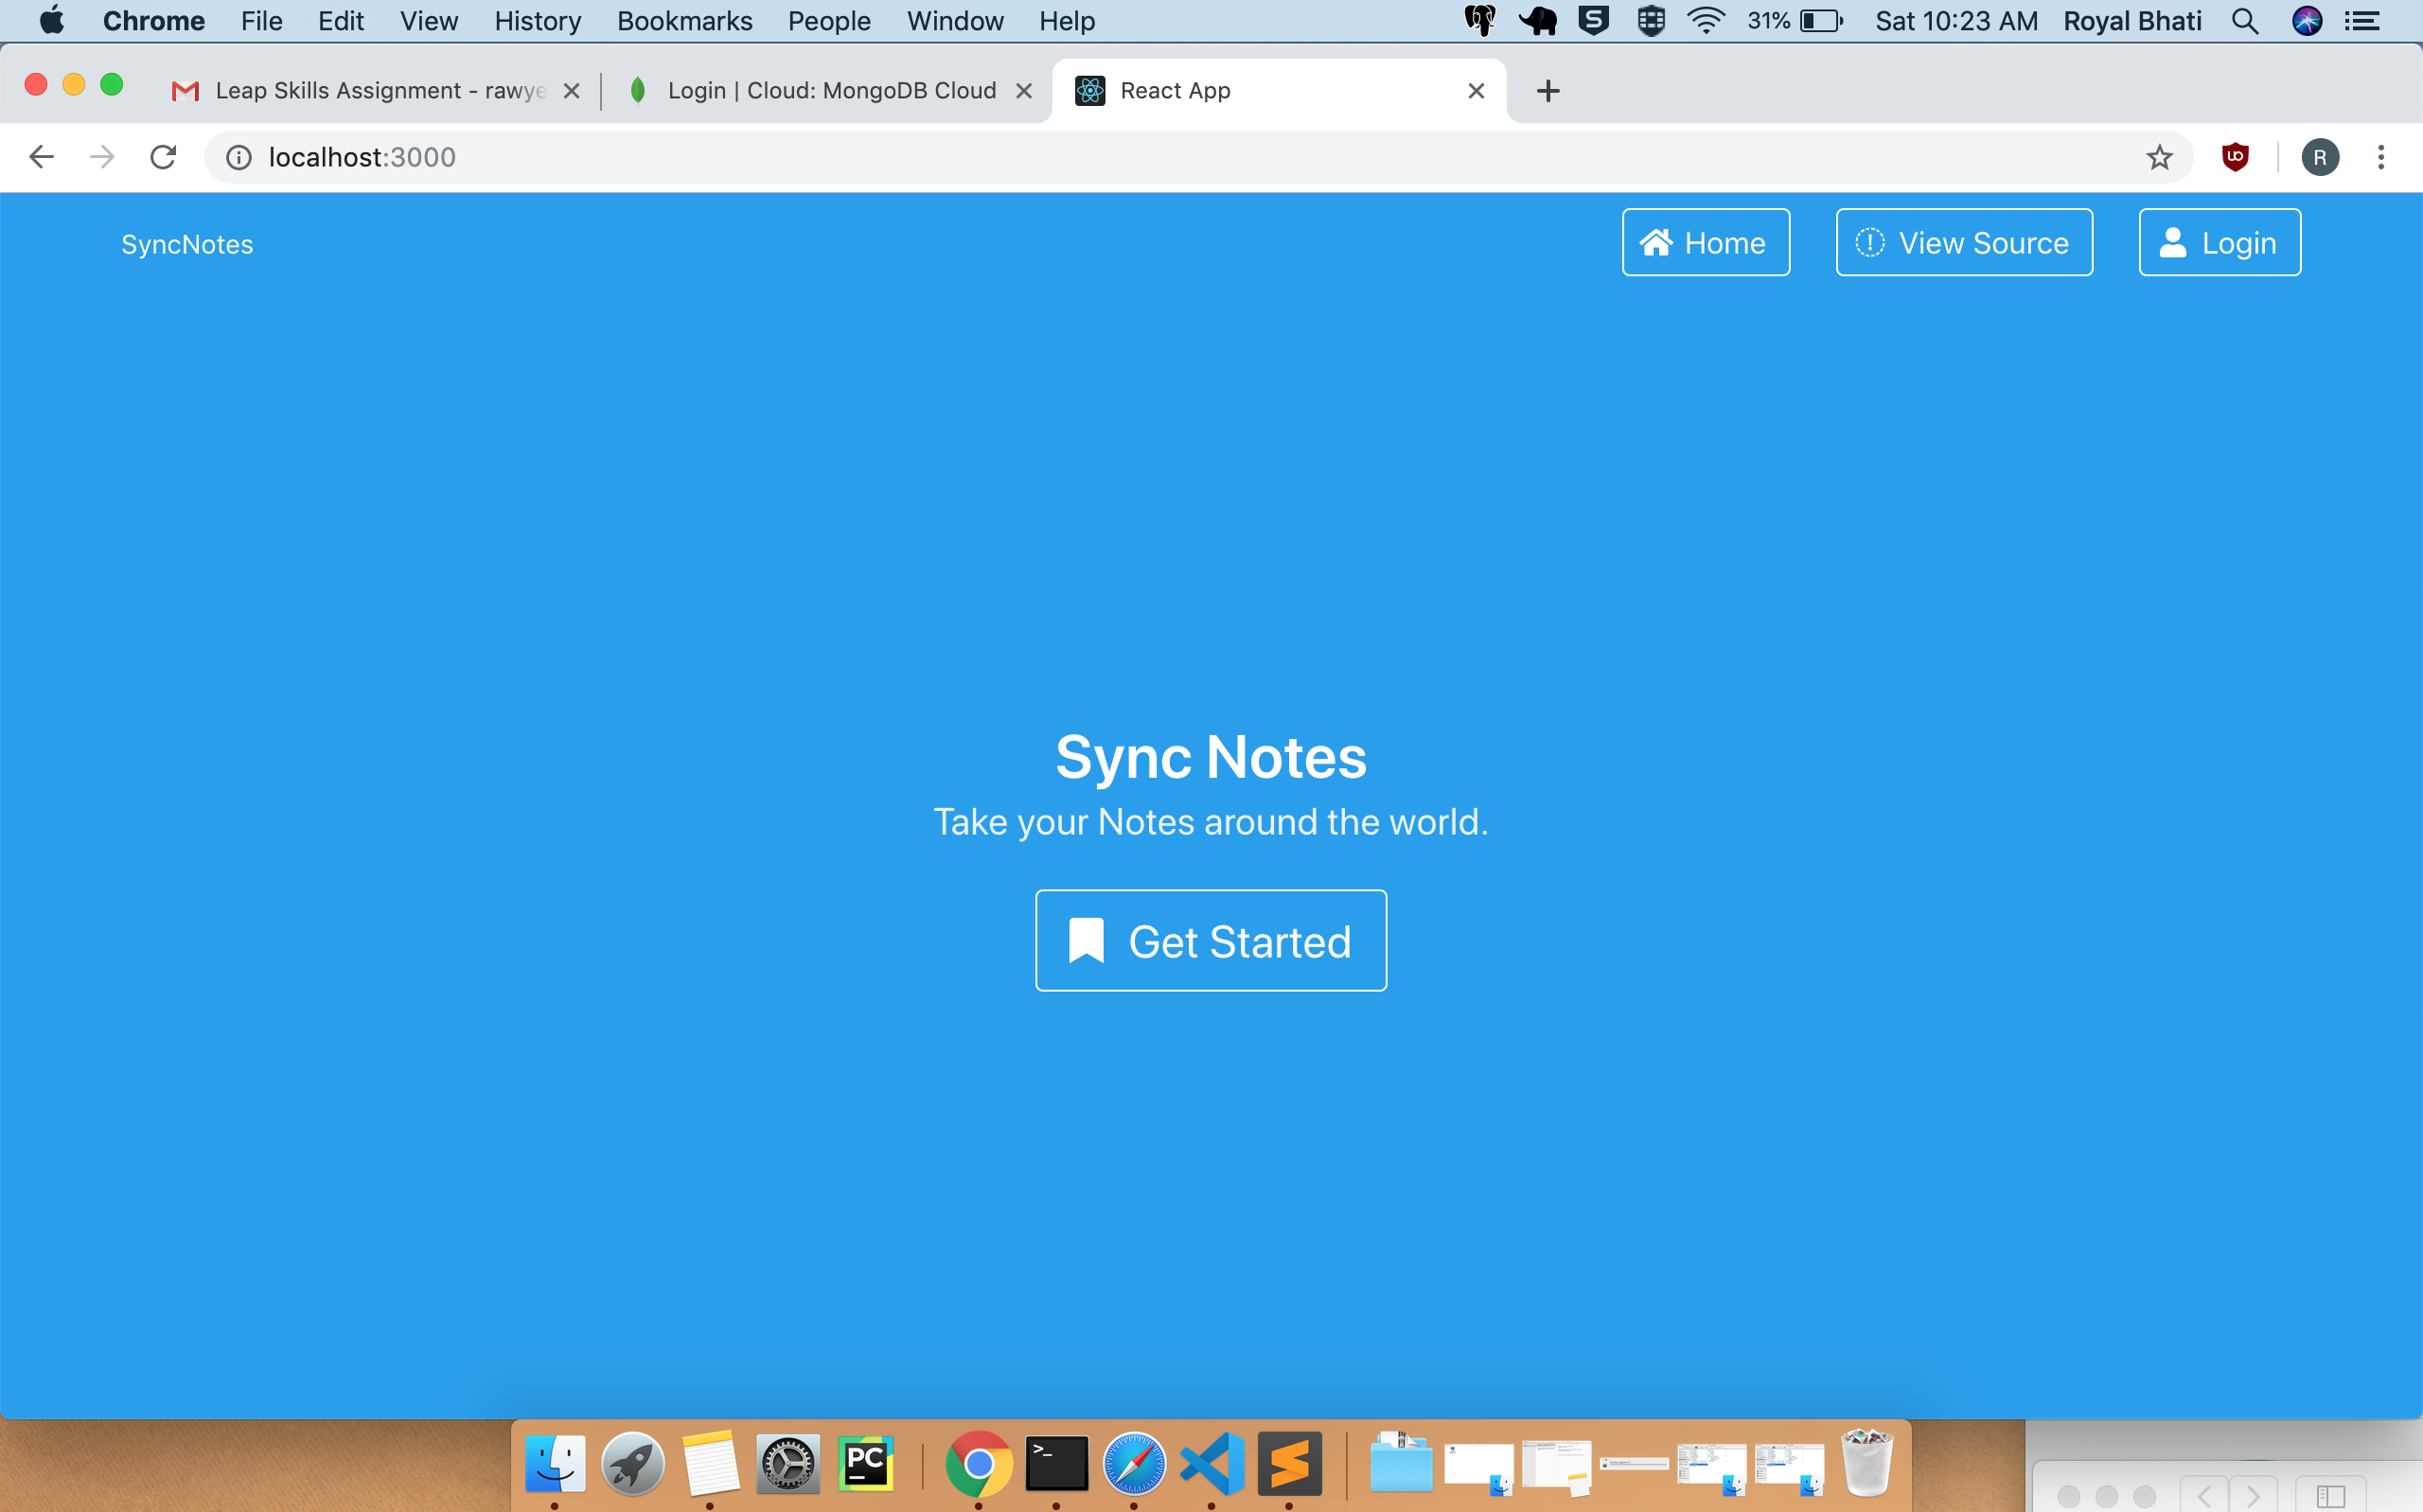 Chrome File Edit View History Bookmarks People Window Help 31% Sat 10:23 AM Royal Bhati
Leap Skills Assignment - rawye Login | Cloud: MongoDB Cloud React App
localhost:3000 R
SyncNotes Home View Source Login
Sync Notes
Take your Notes around the world.
Get Started
PC